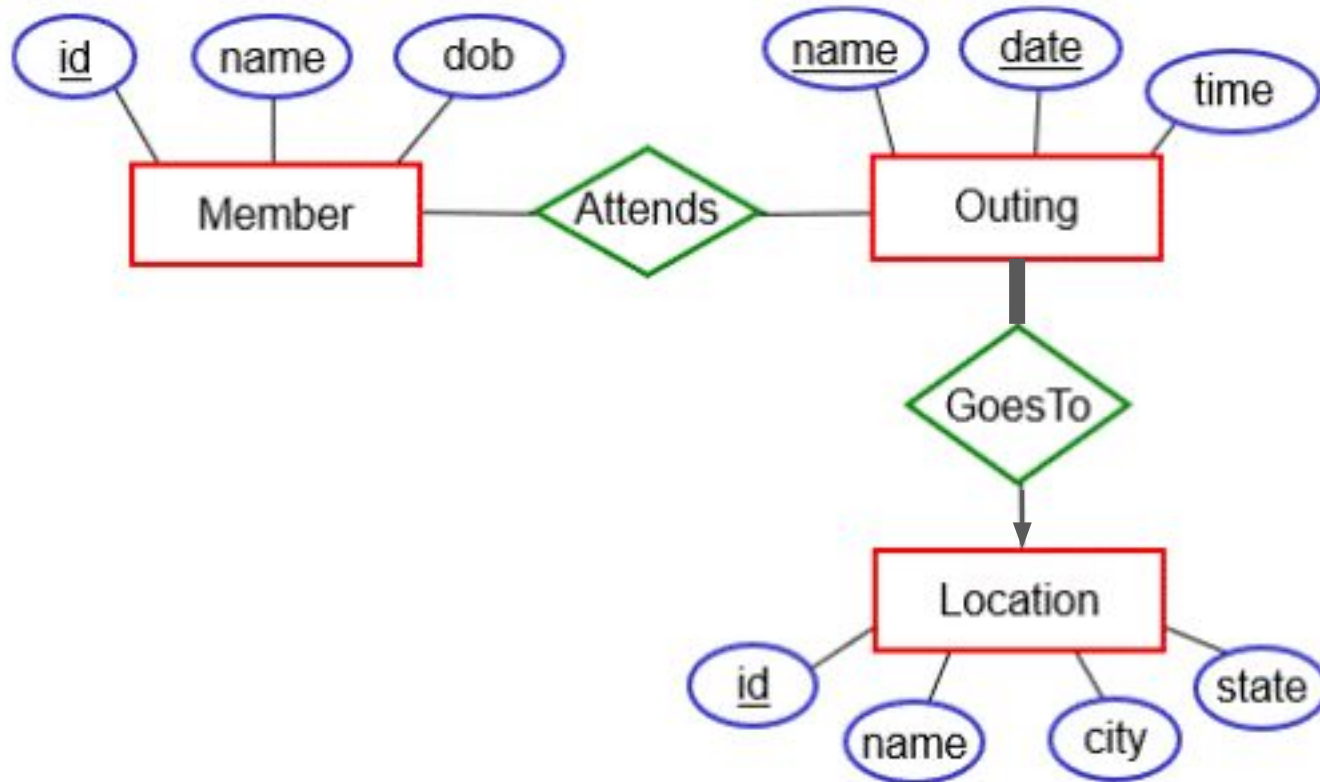 id
name
dob
name
date
time
Member
Attends
Outing
GoesTo
Location
id
name
city
state